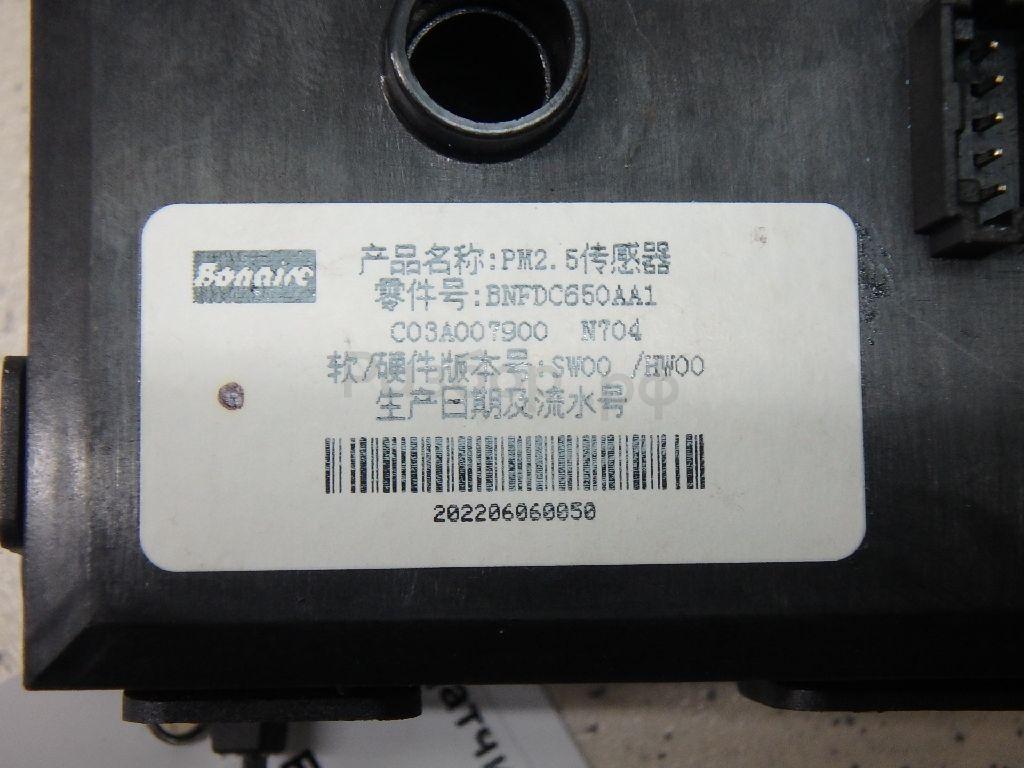 Bonaire
产品名称:PM2.5传感器
零件号:BNFDC650AA1
C03A007900 N704
软/硬件版本号:SW00 /HW00
生产日期及流水号
202206060050